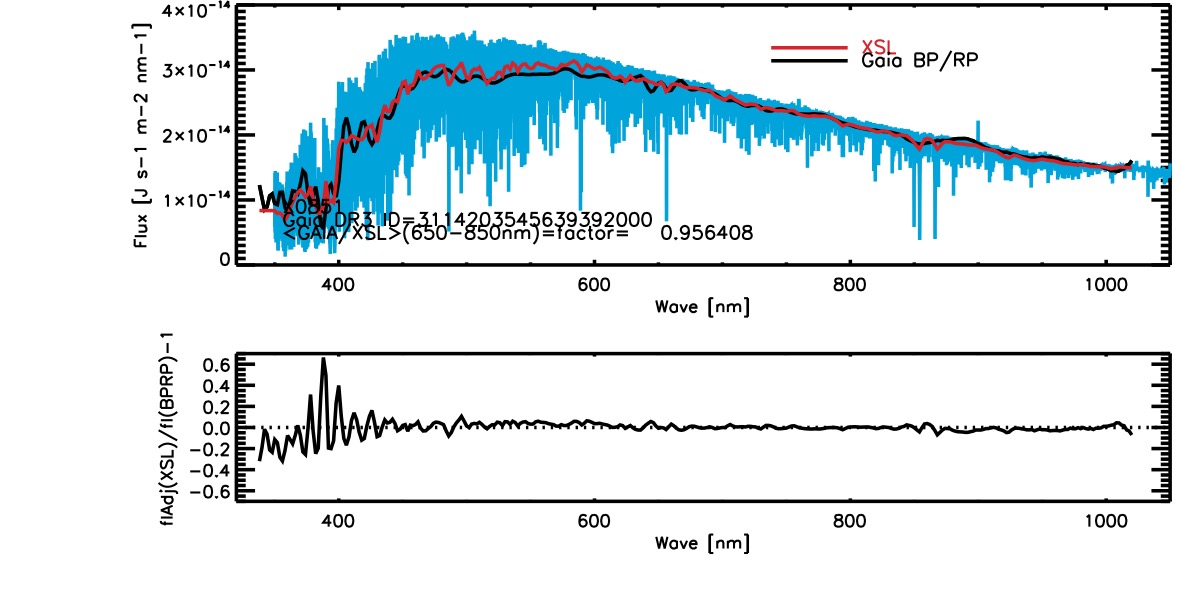 4×10−14
3×10−14
2×10−14
1×10−14
0
Flux [J s−1 m−2 nm−1]
XSL
Gaia BP/RP
X0851
Gaia DR3 ID=3114203545639392000
<GAIA/XSL>(650−850nm)=factor= 0.956408
400 600 800 1000
Wave [nm]
flAdj(XSL)/fl(BPRP)−1
0.6
0.4
0.2
0.0
−0.2
−0.4
−0.6
400 600 800 1000
Wave [nm]